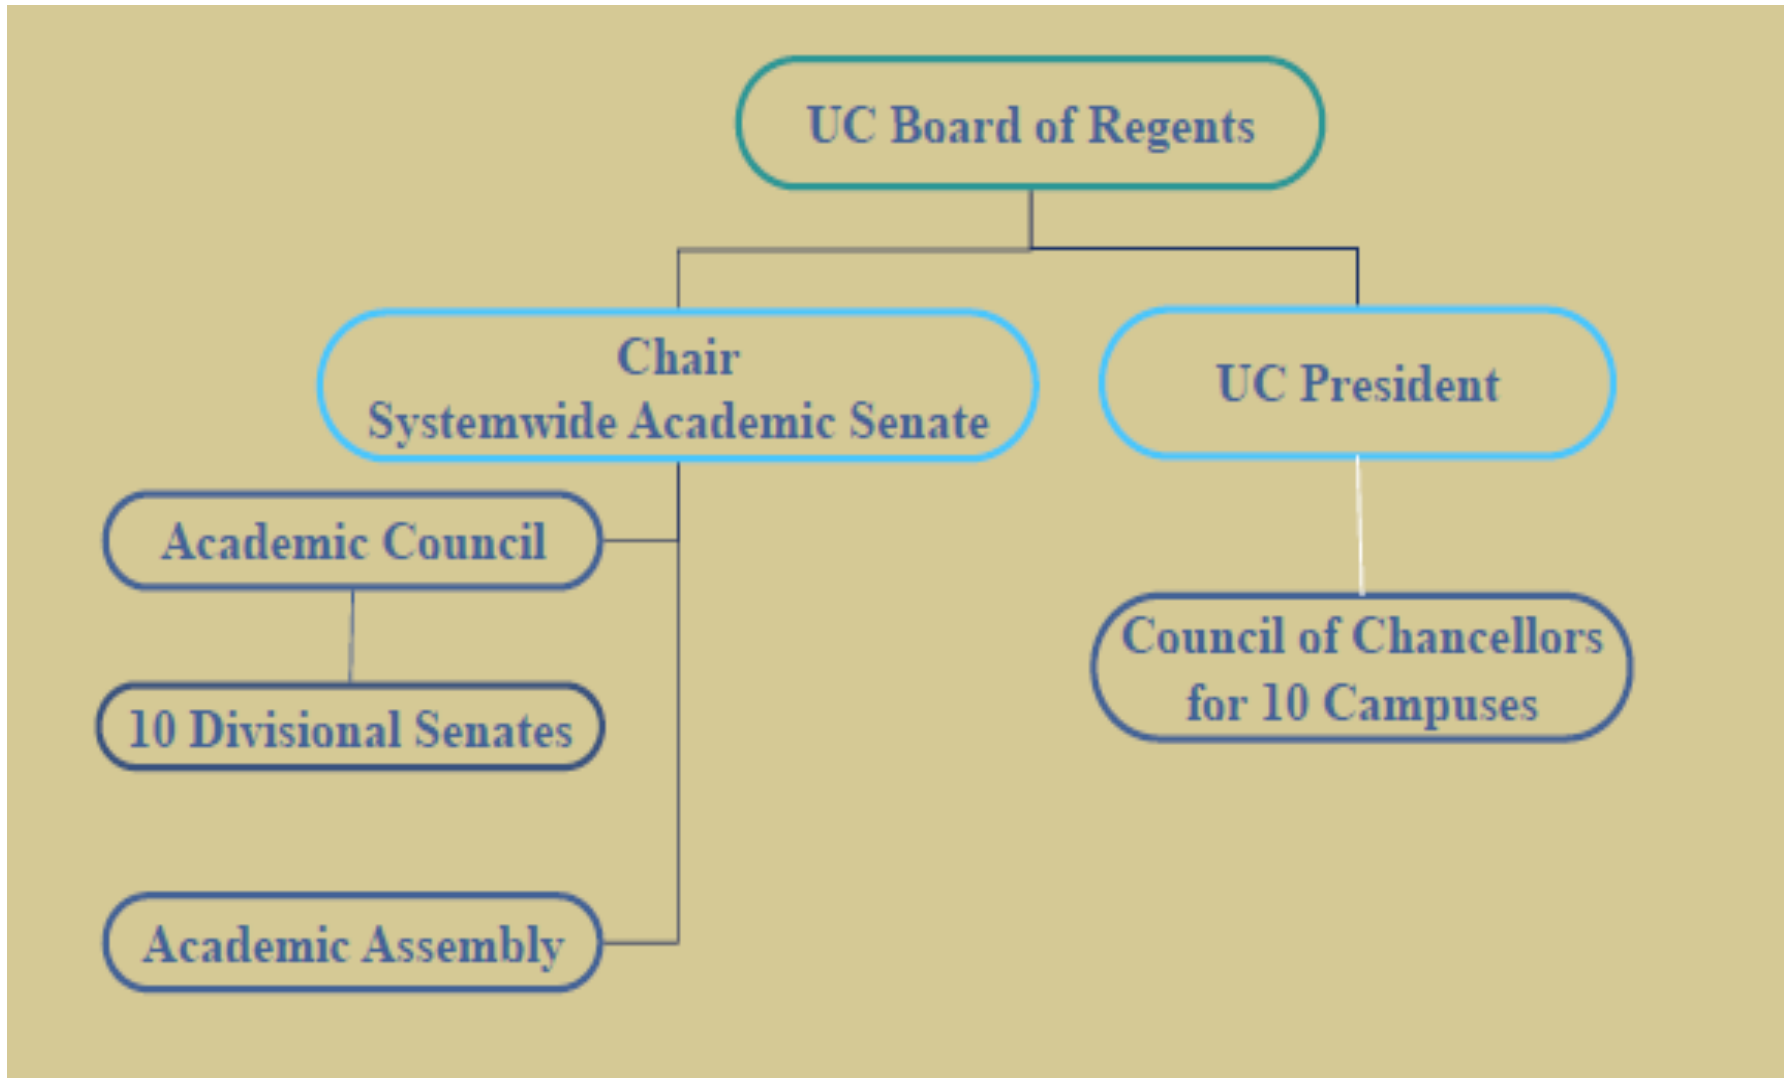 UC Board of Regents
Chair
Systemwide Academic Senate
UC President
Academic Council
10 Divisional Senates
Academic Assembly
Council of Chancellors
for 10 Campuses